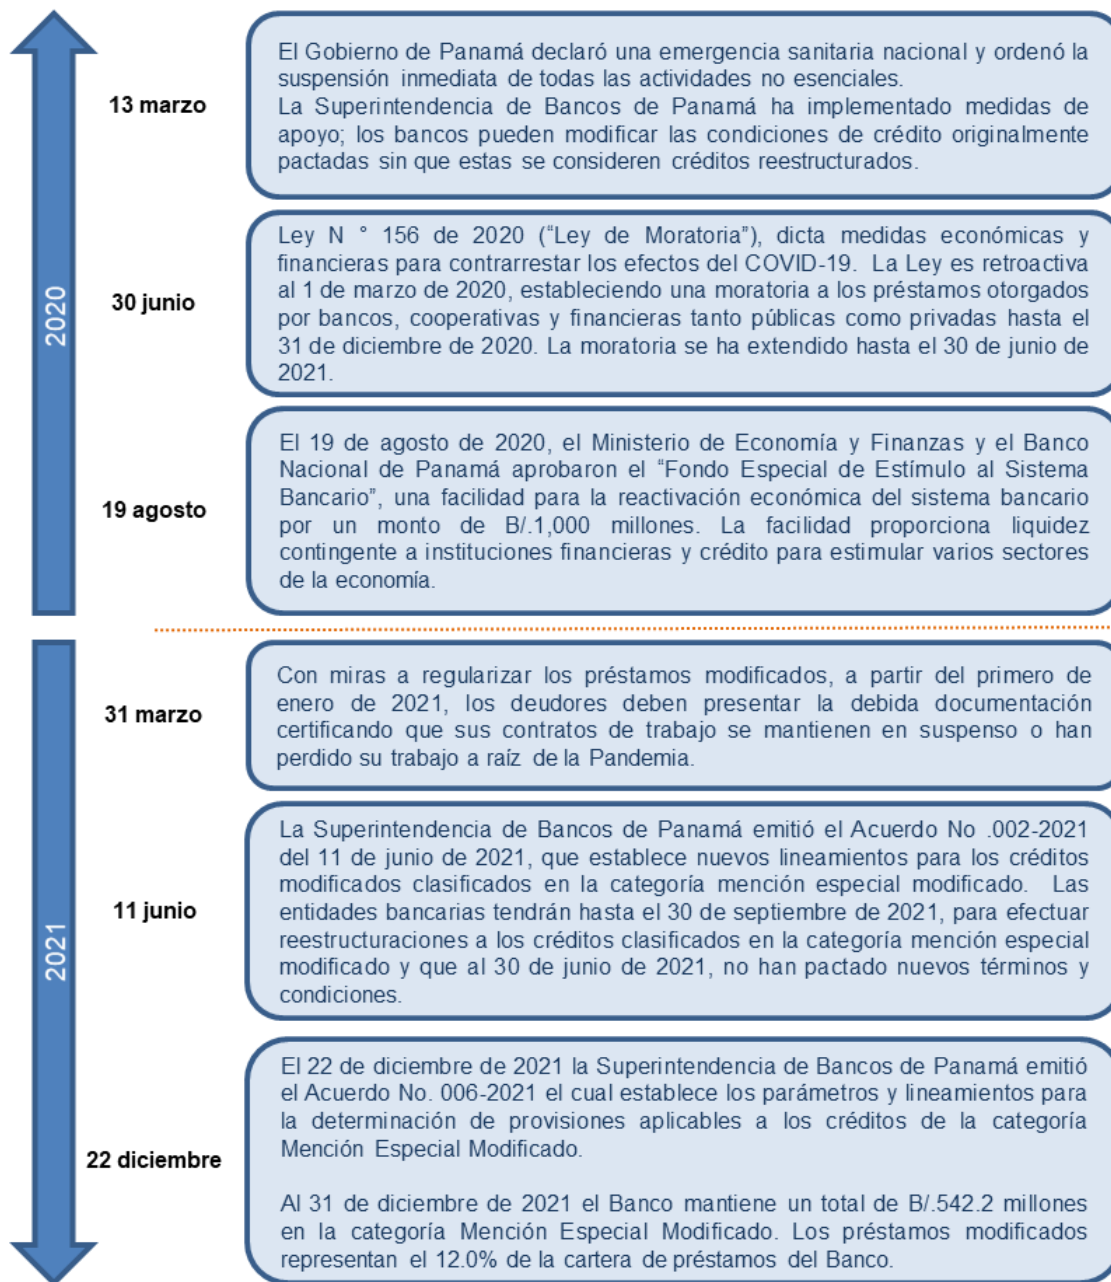 13 marzo
El Gobierno de Panamá declaró una emergencia sanitaria nacional y ordenó la
suspensión inmediata de todas las actividades no esenciales.
La Superintendencia de Bancos de Panamá ha implementado medidas de
apoyo; los bancos pueden modificar las condiciones de crédito originalmente
pactadas sin que estas se consideren créditos reestructurados.
2020
30 junio
Ley N ° 156 de 2020 (“Ley de Moratoria”), dicta medidas económicas y
financieras para contrarrestar los efectos del COVID-19. La Ley es retroactiva
al 1 de marzo de 2020, estableciendo una moratoria a los préstamos otorgados
por bancos, cooperativas y financieras tanto públicas como privadas hasta el
31 de diciembre de 2020. La moratoria se ha extendido hasta el 30 de junio de
2021.
19 agosto
El 19 de agosto de 2020, el Ministerio de Economía y Finanzas y el Banco
Nacional de Panamá aprobaron el “Fondo Especial de Estímulo al Sistema
Bancario”, una facilidad para la reactivación económica del sistema bancario
por un monto de B/.1,000 millones. La facilidad proporciona liquidez
contingente a instituciones financieras y crédito para estimular varios sectores
de la economía.
31 marzo
Con miras a regularizar los préstamos modificados, a partir del primero de
enero de 2021, los deudores deben presentar la debida documentación
certificando que sus contratos de trabajo se mantienen en suspenso o han
perdido su trabajo a raíz de la Pandemia.
2021
11 junio
La Superintendencia de Bancos de Panamá emitió el Acuerdo No .002-2021
del 11 de junio de 2021, que establece nuevos lineamientos para los créditos
modificados clasificados en la categoría mención especial modificado. Las
entidades bancarias tendrán hasta el 30 de septiembre de 2021, para efectuar
reestructuraciones a los créditos clasificados en la categoría mención especial
modificado y que al 30 de junio de 2021, no han pactado nuevos términos y
condiciones.
22 diciembre
El 22 de diciembre de 2021 la Superintendencia de Bancos de Panamá emitió
el Acuerdo No. 006-2021 el cual establece los parámetros y lineamientos para
la determinación de provisiones aplicables a los créditos de la categoría
Mención Especial Modificado.
Al 31 de diciembre de 2021 el Banco mantiene un total de B/.542.2 millones
en la categoría Mención Especial Modificado. Los préstamos modificados
representan el 12.0% de la cartera de préstamos del Banco.